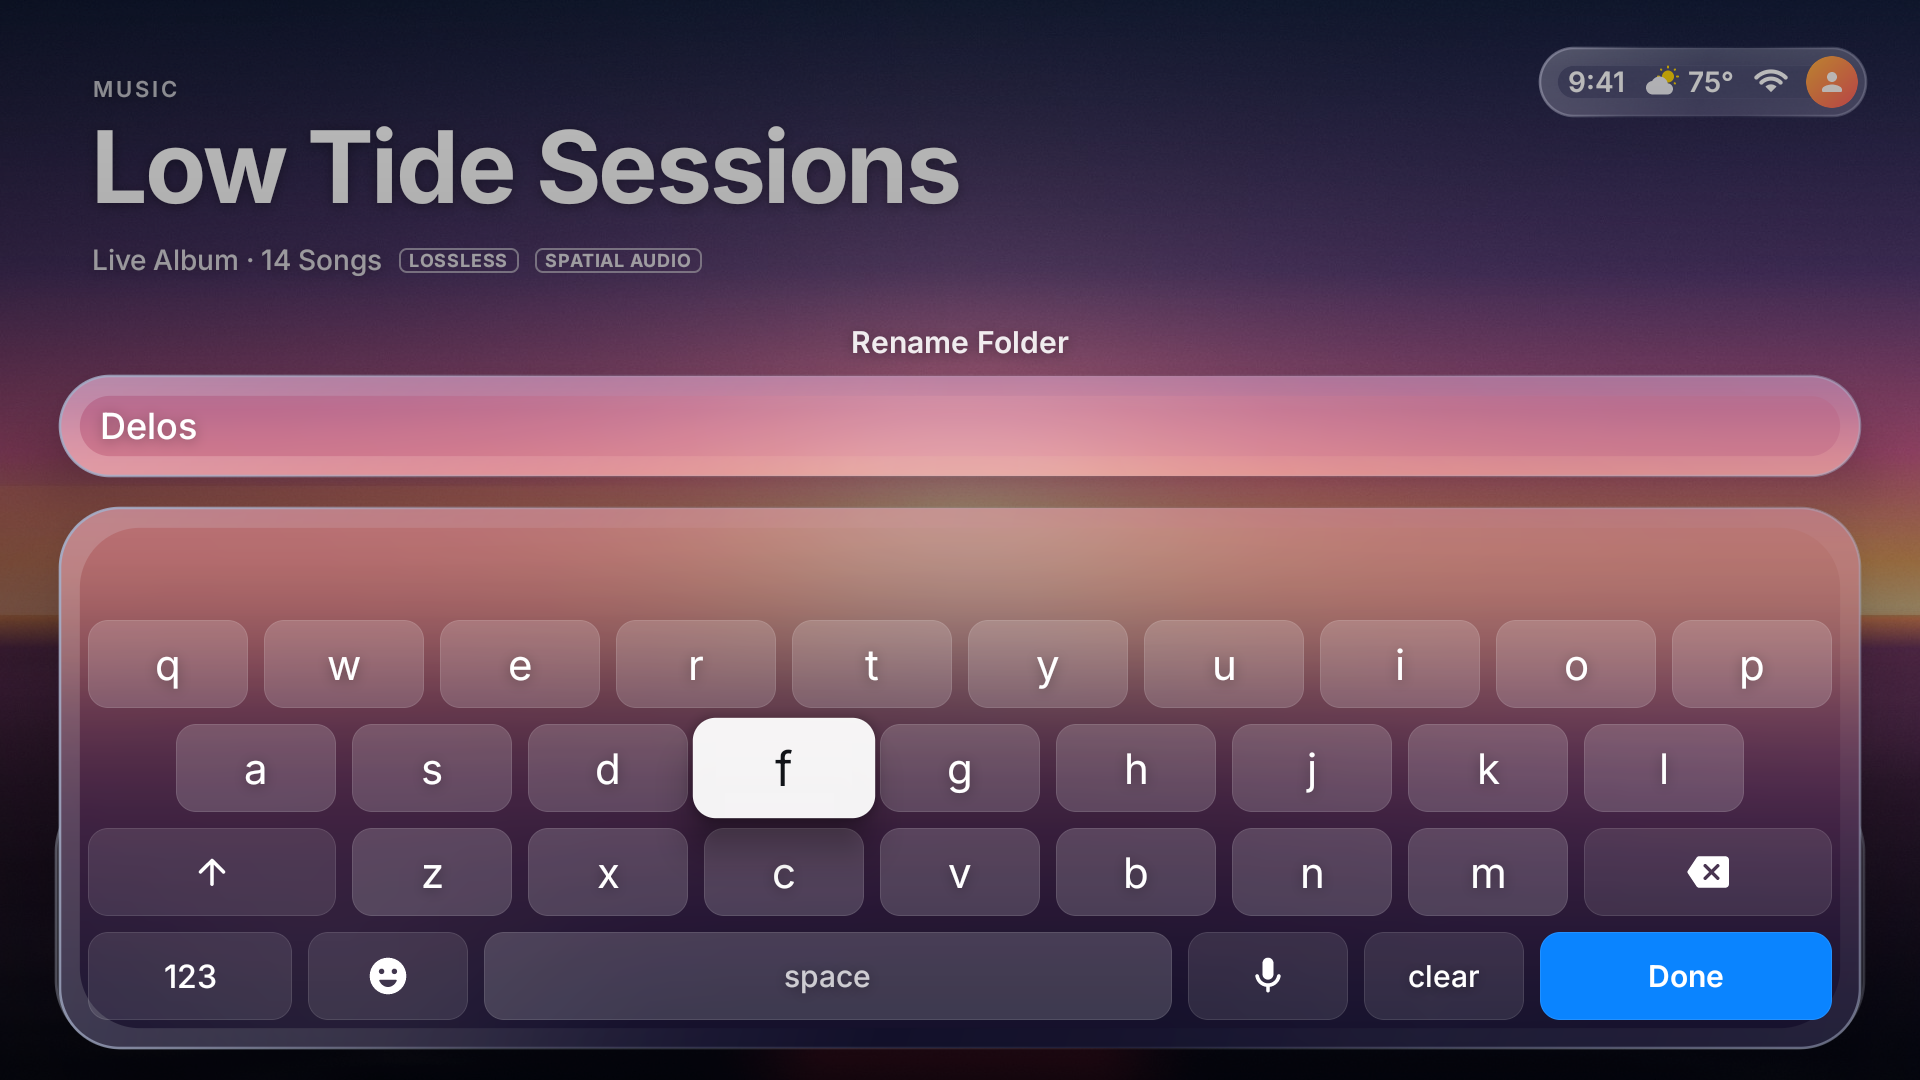 9:41 75°
MUSIC
Low Tide Sessions
Live Album · 14 Songs LOSSLESS SPATIAL AUDIO
Rename Folder
Delos
q w e r t y u i o p
a s d f g h j k l
z x c v b n m
123 space clear Done